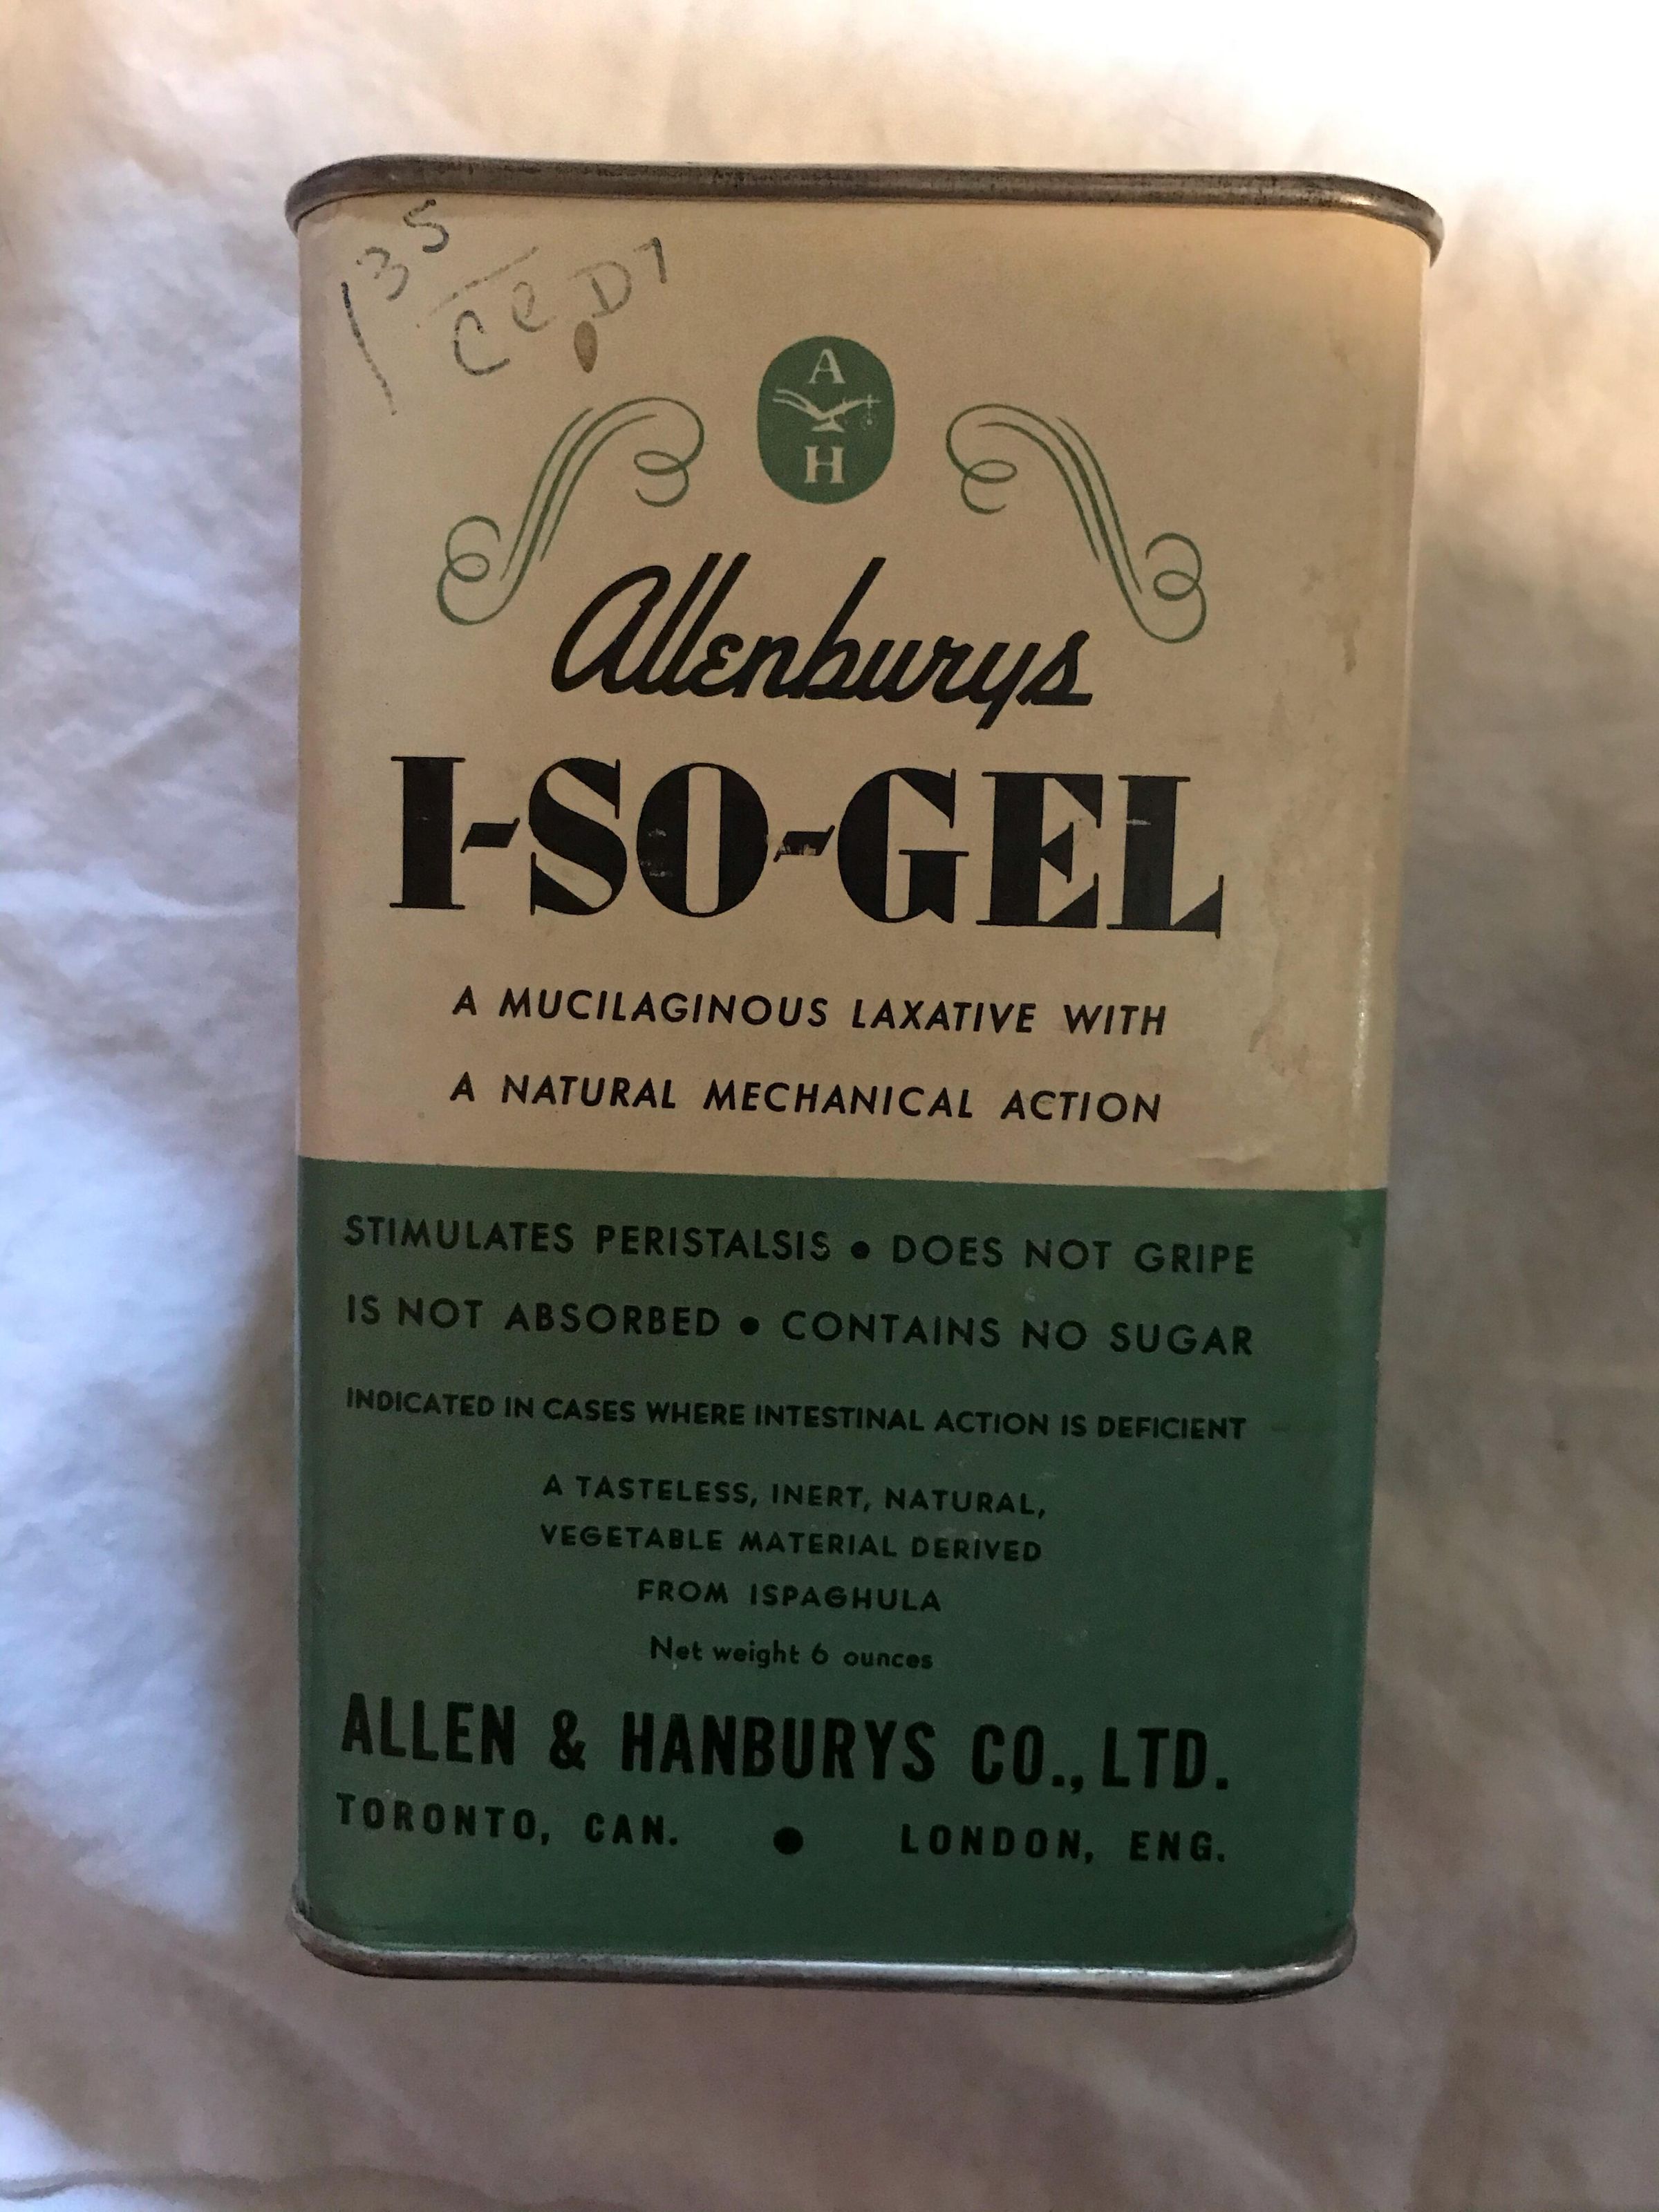 135
CCD1
A
H
Allenburys
I-SO-GEL
A MUCILAGINOUS LAXATIVE WITH
A NATURAL MECHANICAL ACTION
STIMULATES PERISTALSIS ● DOES NOT GRIPE
IS NOT ABSORBED ● CONTAINS NO SUGAR
INDICATED IN CASES WHERE INTESTINAL ACTION IS DEFICIENT
A TASTELESS, INERT, NATURAL,
VEGETABLE MATERIAL DERIVED
FROM ISPAGHULA
Net weight 6 ounces
ALLEN & HANBURYS CO., LTD.
TORONTO, CAN. ● LONDON, ENG.